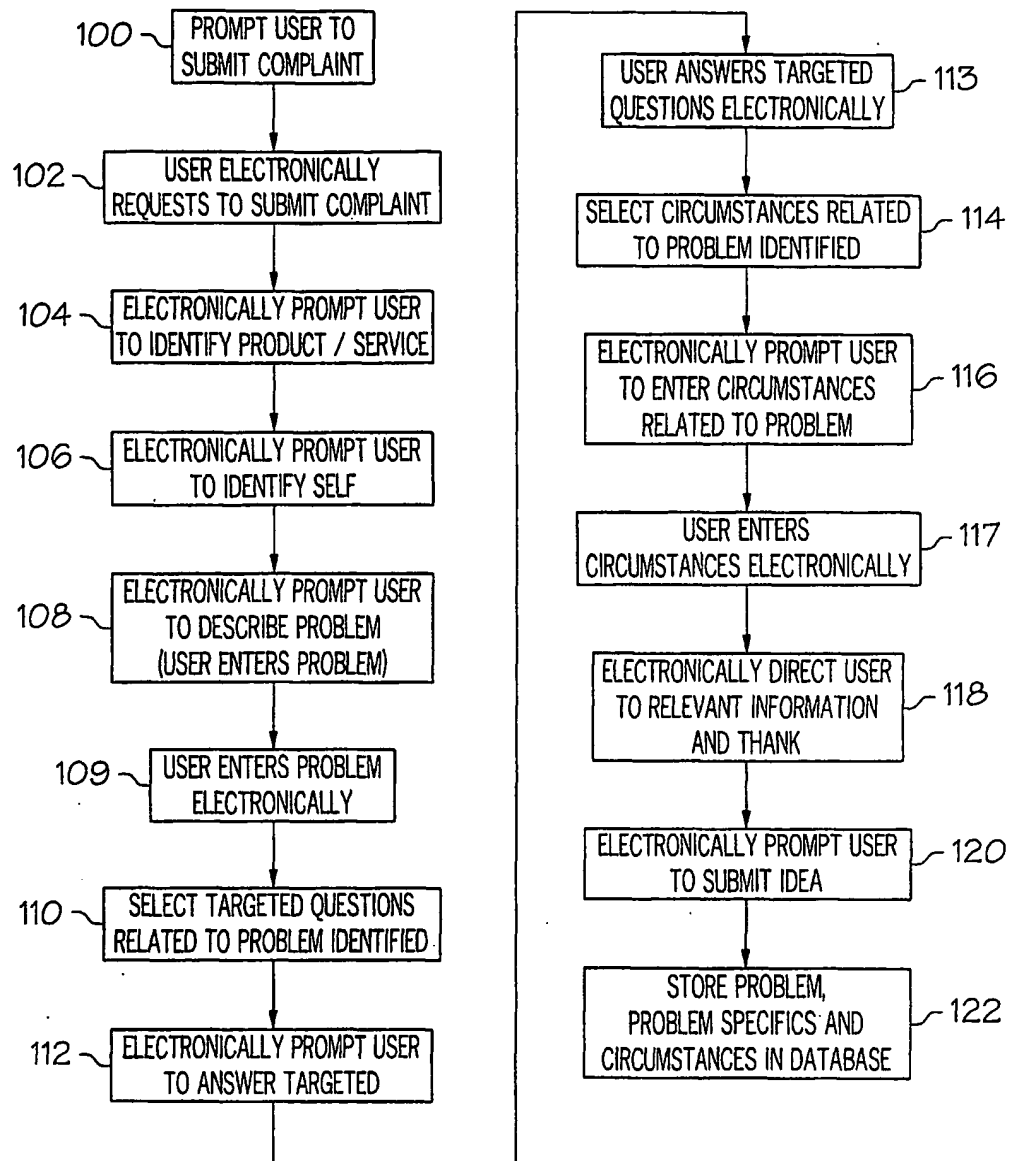 100
PROMPT USER TO
SUBMIT COMPLAINT
102
USER ELECTRONICALLY
REQUESTS TO SUBMIT COMPLAINT
104
ELECTRONICALLY PROMPT USER
TO IDENTIFY PRODUCT / SERVICE
106
ELECTRONICALLY PROMPT USER
TO IDENTIFY SELF
108
ELECTRONICALLY PROMPT USER
TO DESCRIBE PROBLEM
(USER ENTERS PROBLEM)
109
USER ENTERS PROBLEM
ELECTRONICALLY
110
SELECT TARGETED QUESTIONS
RELATED TO PROBLEM IDENTIFIED
112
ELECTRONICALLY PROMPT USER
TO ANSWER TARGETED
USER ANSWERS TARGETED
QUESTIONS ELECTRONICALLY
113
SELECT CIRCUMSTANCES RELATED
TO PROBLEM IDENTIFIED
114
ELECTRONICALLY PROMPT USER
TO ENTER CIRCUMSTANCES
RELATED TO PROBLEM
116
USER ENTERS
CIRCUMSTANCES ELECTRONICALLY
117
ELECTRONICALLY DIRECT USER
TO RELEVANT INFORMATION
AND THANK
118
ELECTRONICALLY PROMPT USER
TO SUBMIT IDEA
120
STORE PROBLEM,
PROBLEM SPECIFICS AND
CIRCUMSTANCES IN DATABASE
122